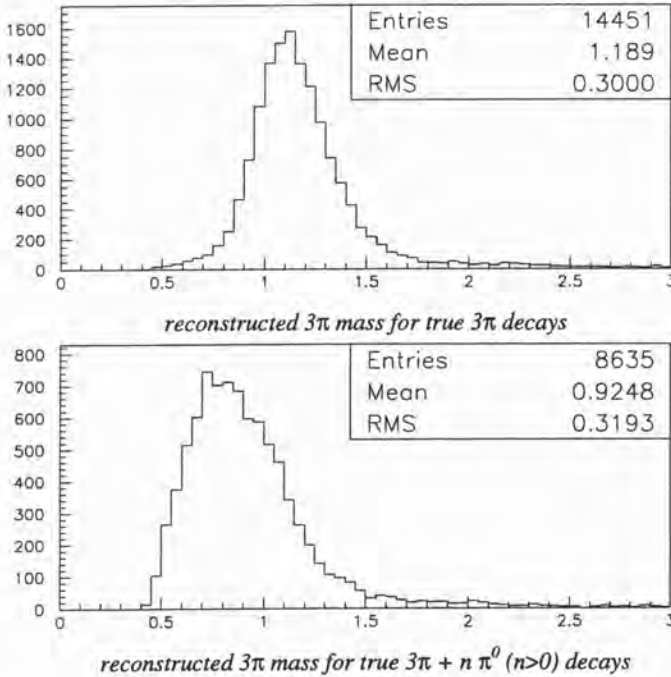 Entries 14451
Mean 1.189
RMS 0.3000
1600
1400
1200
1000
800
600
400
200
0
0 0.5 1 1.5 2 2.5 3
reconstructed 3π mass for true 3π decays
Entries 8635
Mean 0.9248
RMS 0.3193
800
700
600
500
400
300
200
100
0
0 0.5 1 1.5 2 2.5 3
reconstructed 3π mass for true 3π + n π⁰ (n>0) decays